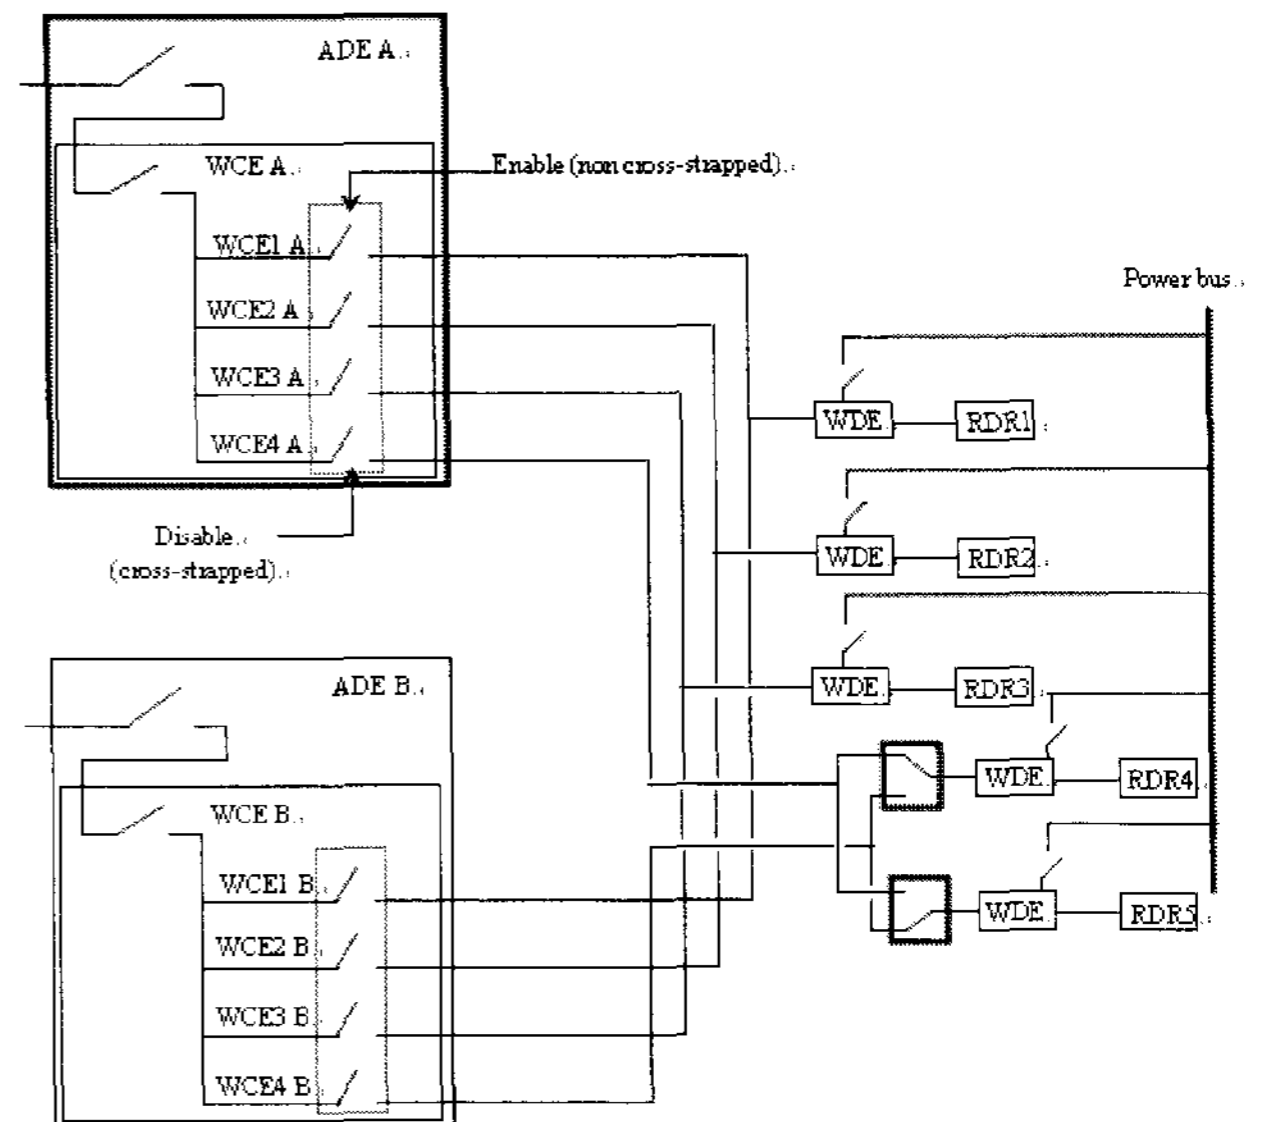 ADE A
WCE A
Enable (non cross-strapped)
WCE1 A
WCE2 A
WCE3 A
WCE4 A
Disable
(cross-strapped)
Power bus
WDE
RDR1
WDE
RDR2
WDE
RDR3
WDE
RDR4
WDE
RDR5
ADE B
WCE B
WCE1 B
WCE2 B
WCE3 B
WCE4 B